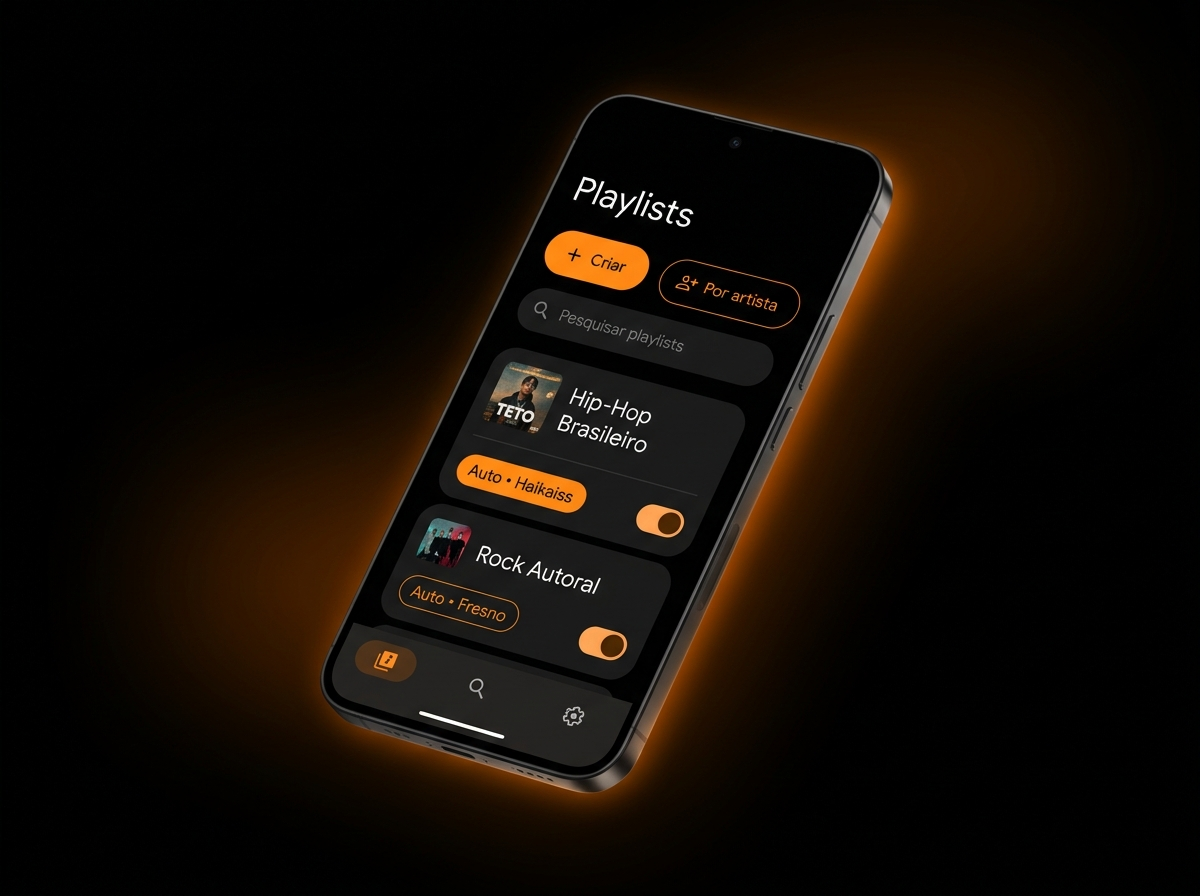 Playlists
+ Criar
Por artista
Pesquisar playlists
TETO
Hip-Hop
Brasileiro
Auto • Haikaiss
Rock Autoral
Auto • Fresno